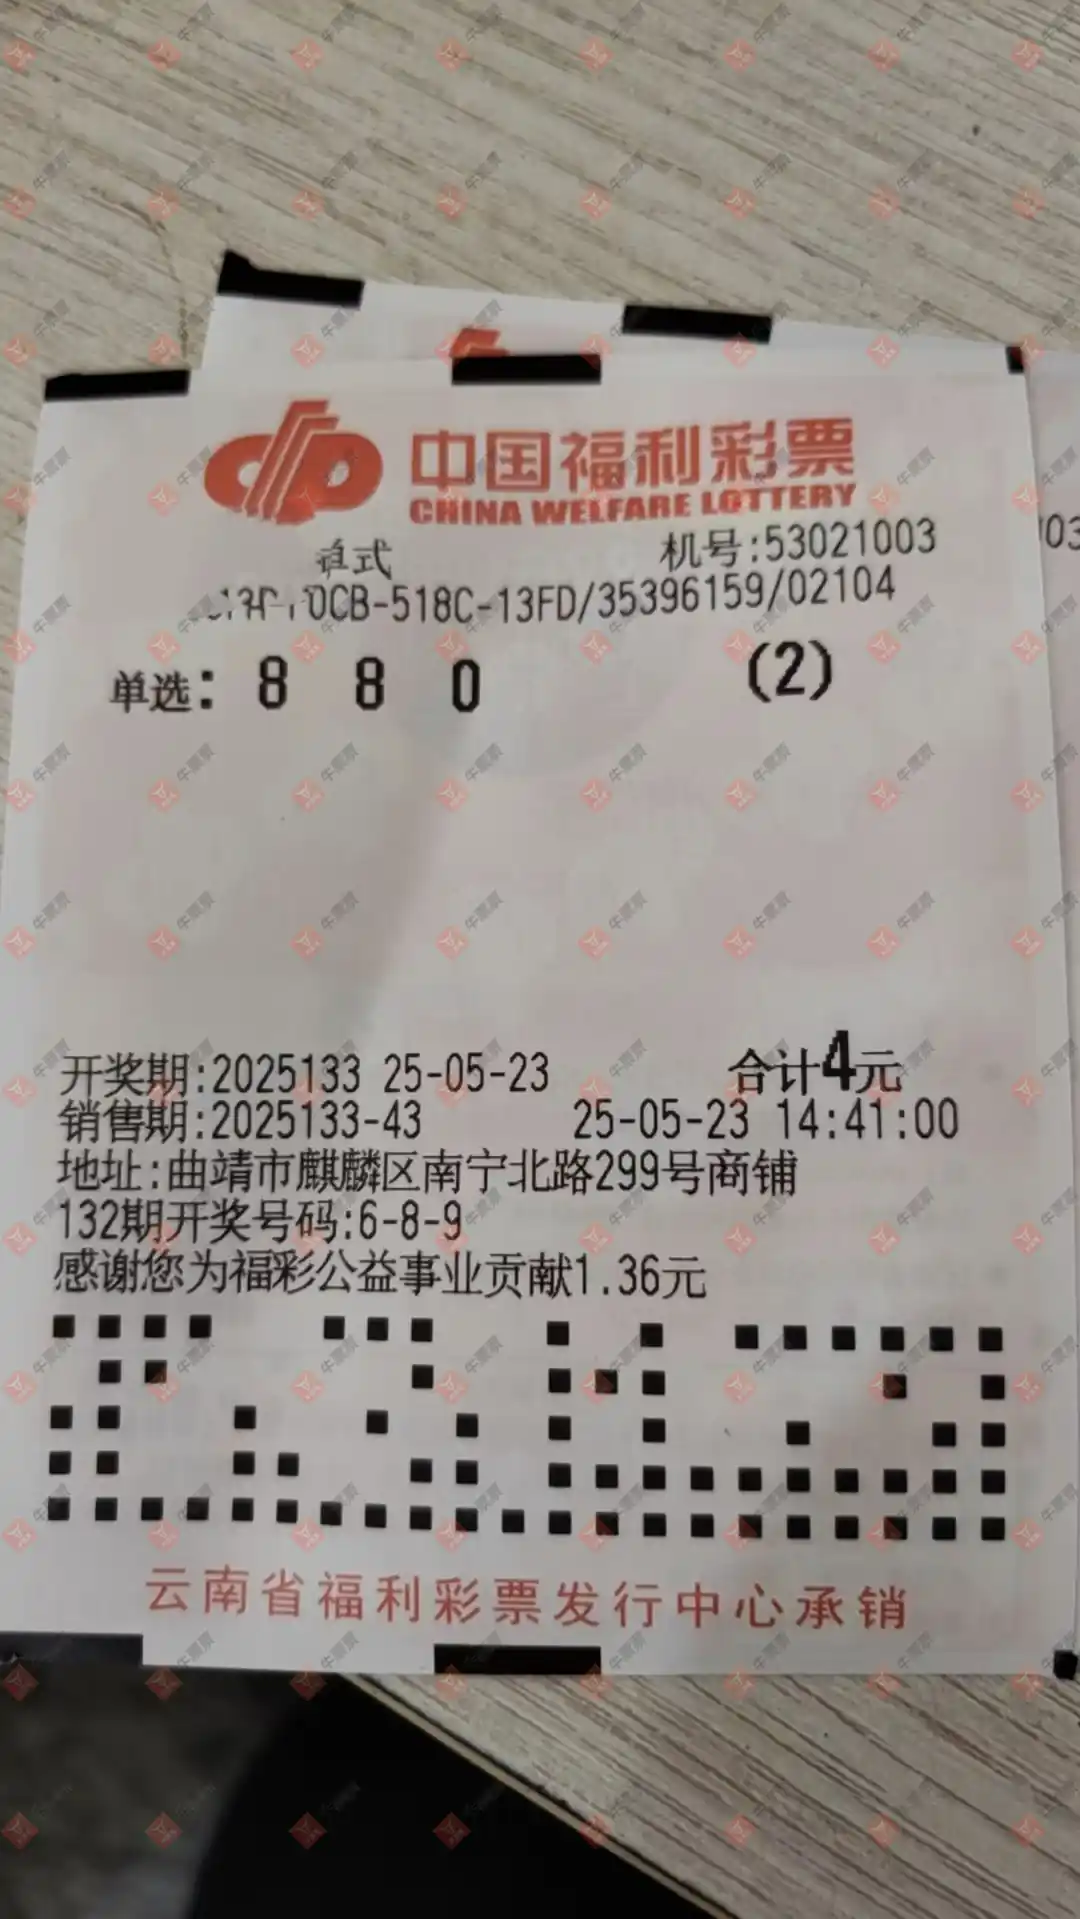 中国福利彩票
CHINA WELFARE LOTTERY
单式 机号:53021003
0CB-518C-13FD/35396159/02104
单选: 8 8 0 (2)
开奖期:2025133 25-05-23 合计4元
销售期:2025133-43 25-05-23 14:41:00
地址:曲靖市麒麟区南宁北路299号商铺
132期开奖号码:6-8-9
感谢您为福彩公益事业贡献1.36元
云南省福利彩票发行中心承销